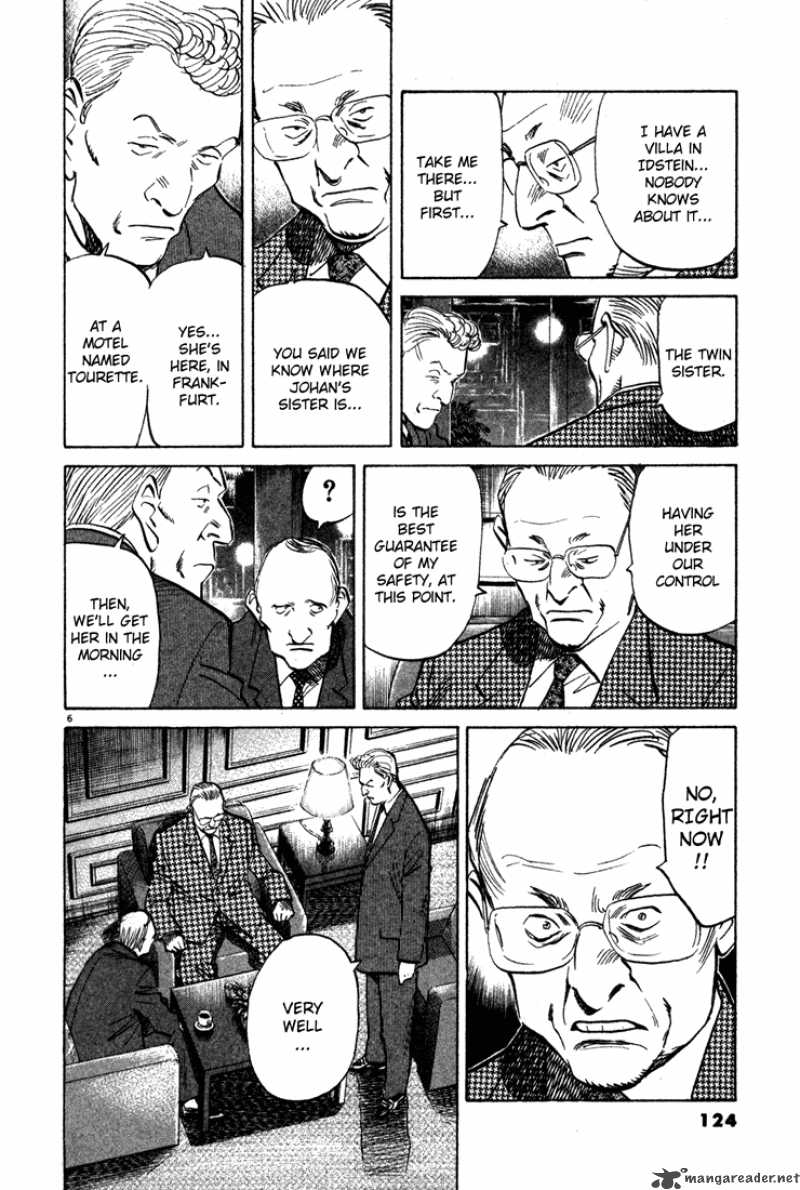 I HAVE A
VILLA IN
IDSTEIN...
NOBODY
KNOWS
ABOUT IT...
TAKE ME
THERE...
BUT
FIRST...
THE TWIN
SISTER.
YOU SAID WE
KNOW WHERE
JOHAN'S
SISTER IS...
YES...
SHE'S
HERE, IN
FRANK-
FURT.
AT A
MOTEL
NAMED
TOURETTE.
HAVING
HER
UNDER
OUR
CONTROL
IS THE
BEST
GUARANTEE
OF MY
SAFETY, AT
THIS POINT.
?
THEN,
WE'LL GET
HER IN THE
MORNING
...
6
NO,
RIGHT
NOW
!!
VERY
WELL
...
124
mangareader.net